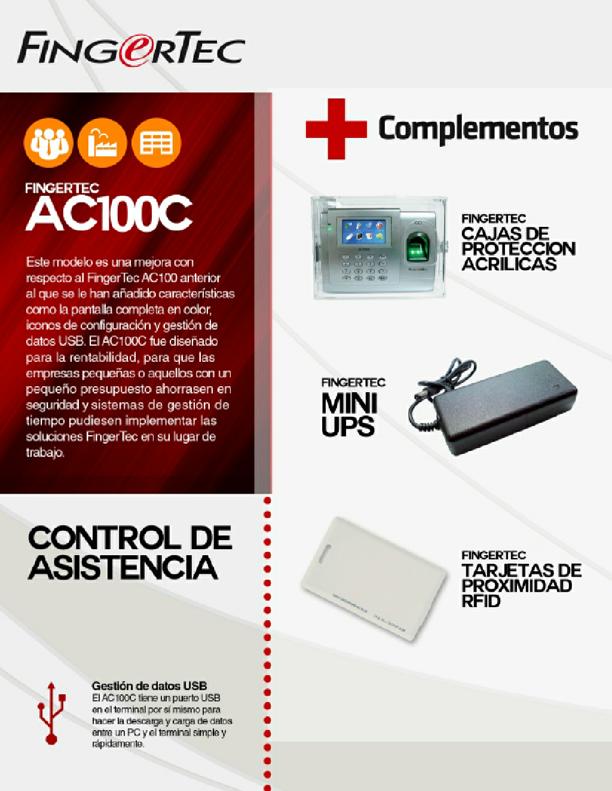 FINGERTEC
FINGERTEC
AC100C
Este modelo es una mejora con
respecto al FingerTec AC100 anterior
al que se le han añadido características
como la pantalla completa en color,
iconos de configuración y gestión de
datos USB. El AC100C fue diseñado
para la rentabilidad, para que las
empresas pequeñas o aquellos con un
pequeño presupuesto ahorrasen en
seguridad y sistemas de gestión de
tiempo pudiesen implementar las
soluciones FingerTec en su lugar de
trabajo.
CONTROL DE
ASISTENCIA
Gestión de datos USB
El AC100C tiene un puerto USB
en el terminal por sí mismo para
hacer la descarga y carga de datos
entre un PC y el terminal simple y
rápidamente.
Complementos
FINGERTEC
CAJAS DE
PROTECCION
ACRILICAS
FINGERTEC
MINI
UPS
FINGERTEC
TARJETAS DE
PROXIMIDAD
RFID